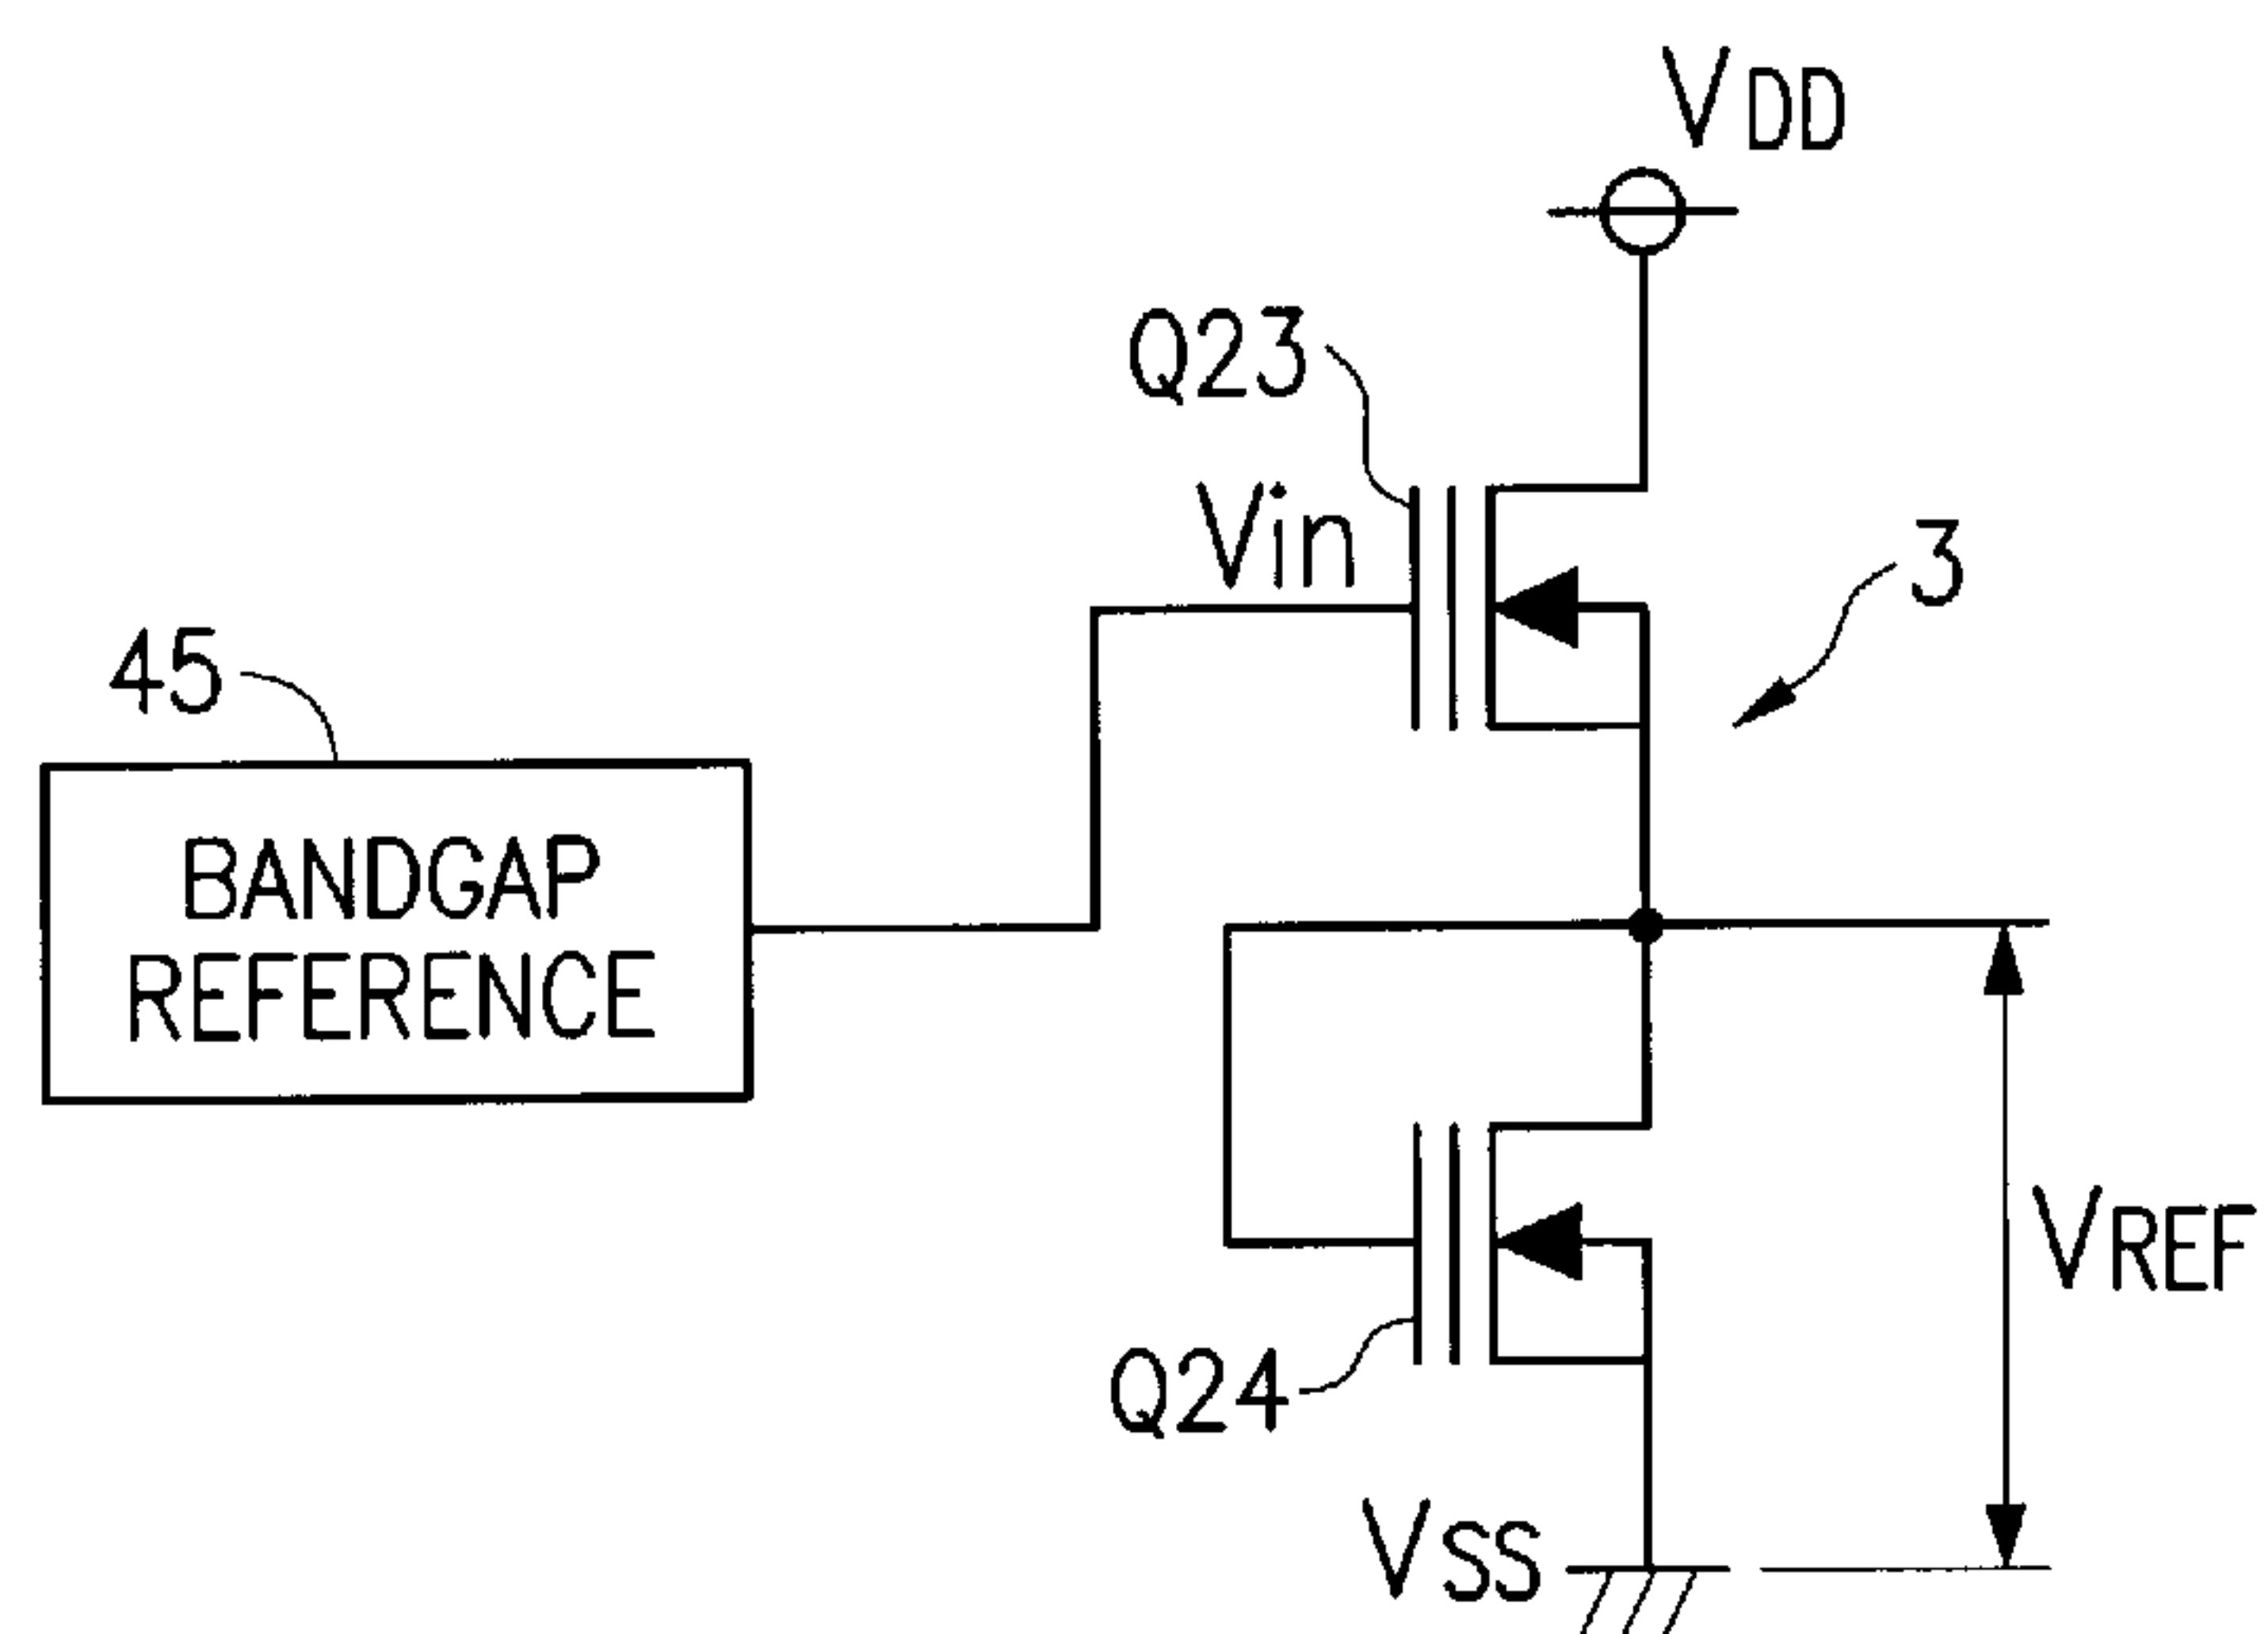 VDD
Q23
Vin
3
45
BANDGAP
REFERENCE
VREF
Q24
VSS